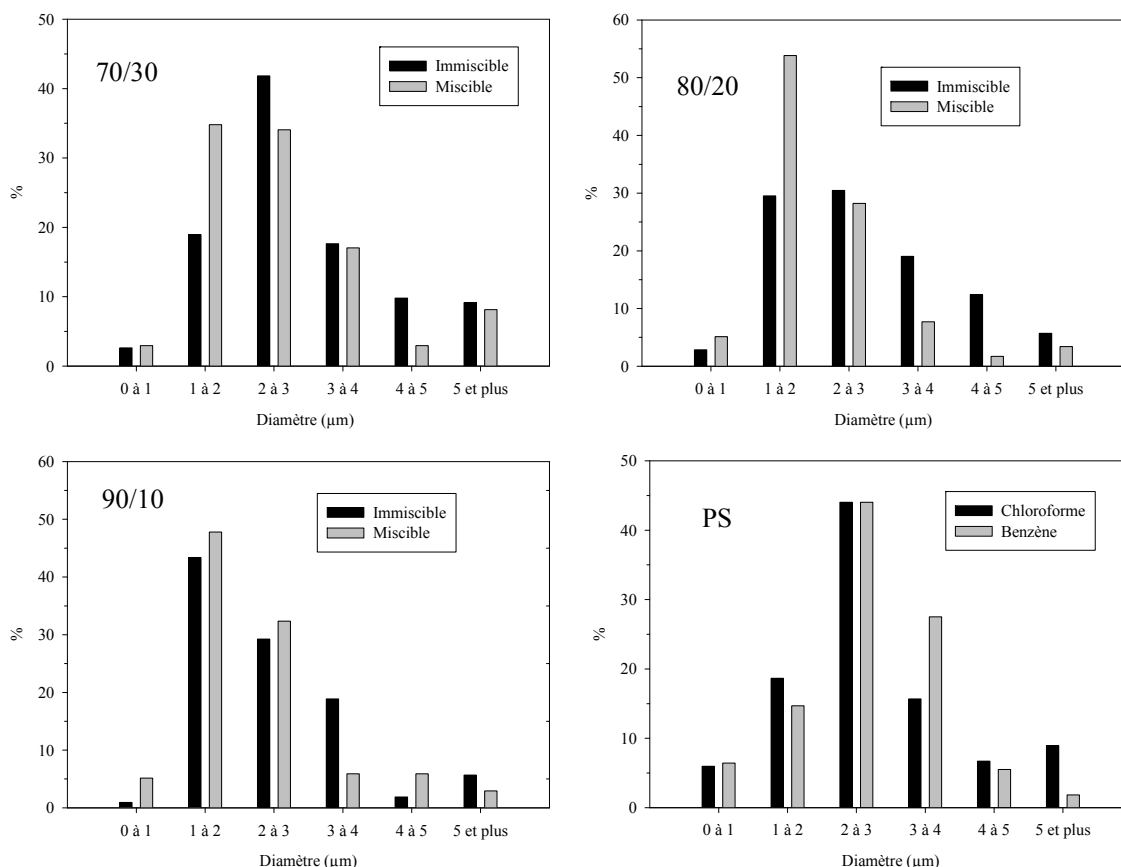 50
40
30
20
10
0
%
70/30
Immiscible
Miscible
0 à 1
1 à 2
2 à 3
3 à 4
4 à 5
5 et plus
Diamètre (µm)
60
50
40
30
20
10
0
%
80/20
Immiscible
Miscible
0 à 1
1 à 2
2 à 3
3 à 4
4 à 5
5 et plus
Diamètre (µm)
60
50
40
30
20
10
0
%
90/10
Immiscible
Miscible
0 à 1
1 à 2
2 à 3
3 à 4
4 à 5
5 et plus
Diamètre (µm)
50
40
30
20
10
0
%
PS
Chloroforme
Benzène
0 à 1
1 à 2
2 à 3
3 à 4
4 à 5
5 et plus
Diamètre (µm)